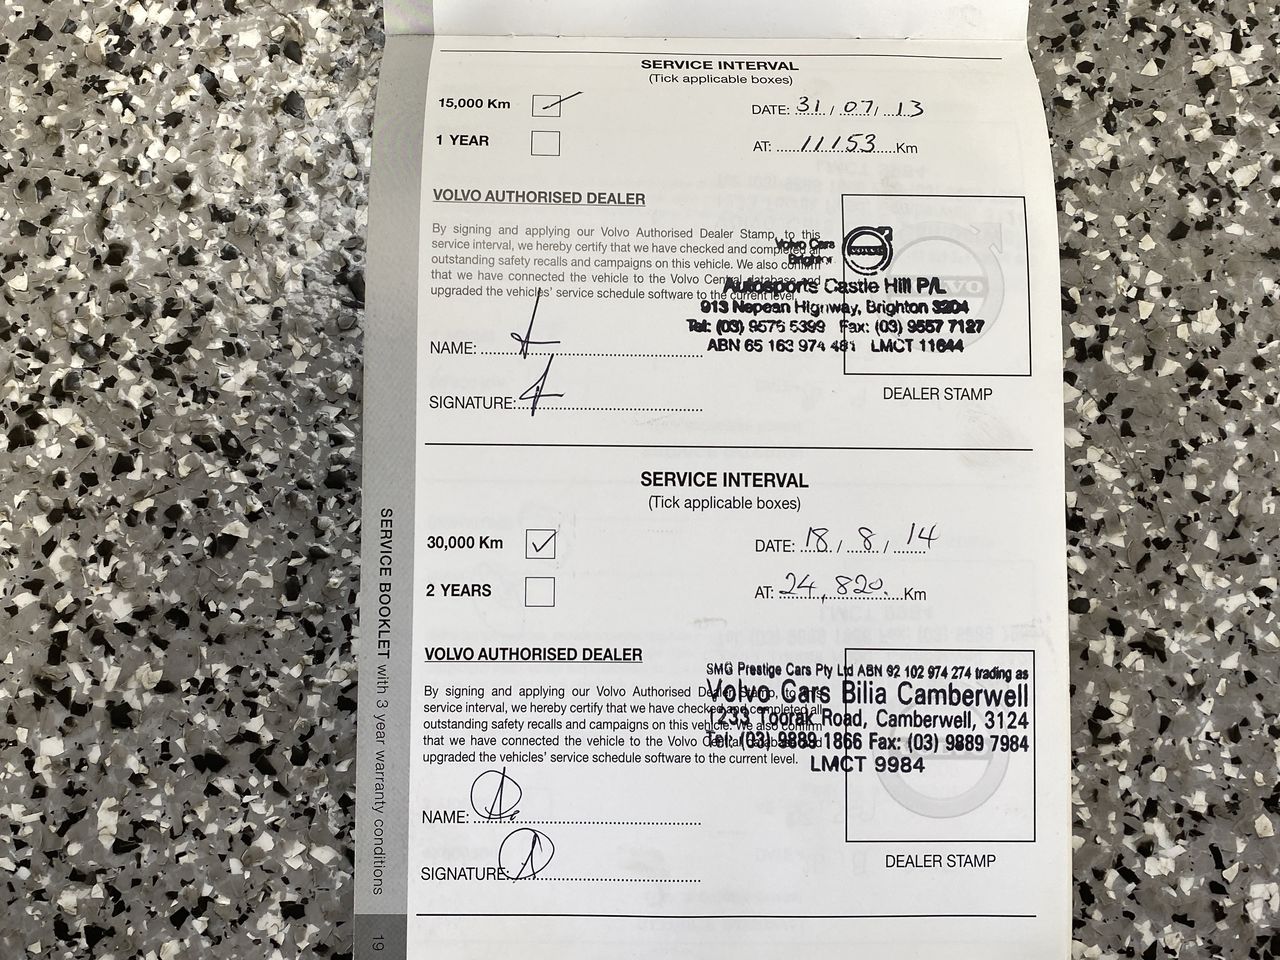 SERVICE INTERVAL
(Tick applicable boxes)
15,000 Km
DATE: 31 / 07 / 13
1 YEAR
AT: 11153 Km
VOLVO AUTHORISED DEALER
By signing and applying our Volvo Authorised Dealer Stamp, to this
service interval, we hereby certify that we have checked and completed all
outstanding safety recalls and campaigns on this vehicle. We also confirm
that we have connected the vehicle to the Volvo Central database and
upgraded the vehicles' service schedule software to the current level.
Volvo Cars
Brighton
VOLVO
Autosports Castle Hill P/L
913 Nepean Highway, Brighton 3204
Tel: (03) 9576 5399 Fax: (03) 9557 7127
ABN 65 163 974 481 LMCT 11644
NAME:
SIGNATURE:
DEALER STAMP
SERVICE INTERVAL
(Tick applicable boxes)
30,000 Km
DATE: 18 / 8 / 14
2 YEARS
AT: 24,820. Km
VOLVO AUTHORISED DEALER
By signing and applying our Volvo Authorised Dealer Stamp, to this
service interval, we hereby certify that we have checked and completed all
outstanding safety recalls and campaigns on this vehicle. We also confirm
that we have connected the vehicle to the Volvo Central database and
upgraded the vehicles' service schedule software to the current level.
SMG Prestige Cars Pty Ltd ABN 92 102 974 274 trading as
Volvo Cars Bilia Camberwell
1233 Toorak Road, Camberwell, 3124
Tel: (03) 9889 1866 Fax: (03) 9889 7984
LMCT 9984
NAME:
SIGNATURE:
DEALER STAMP
SERVICE BOOKLET with 3 year warranty conditions
19